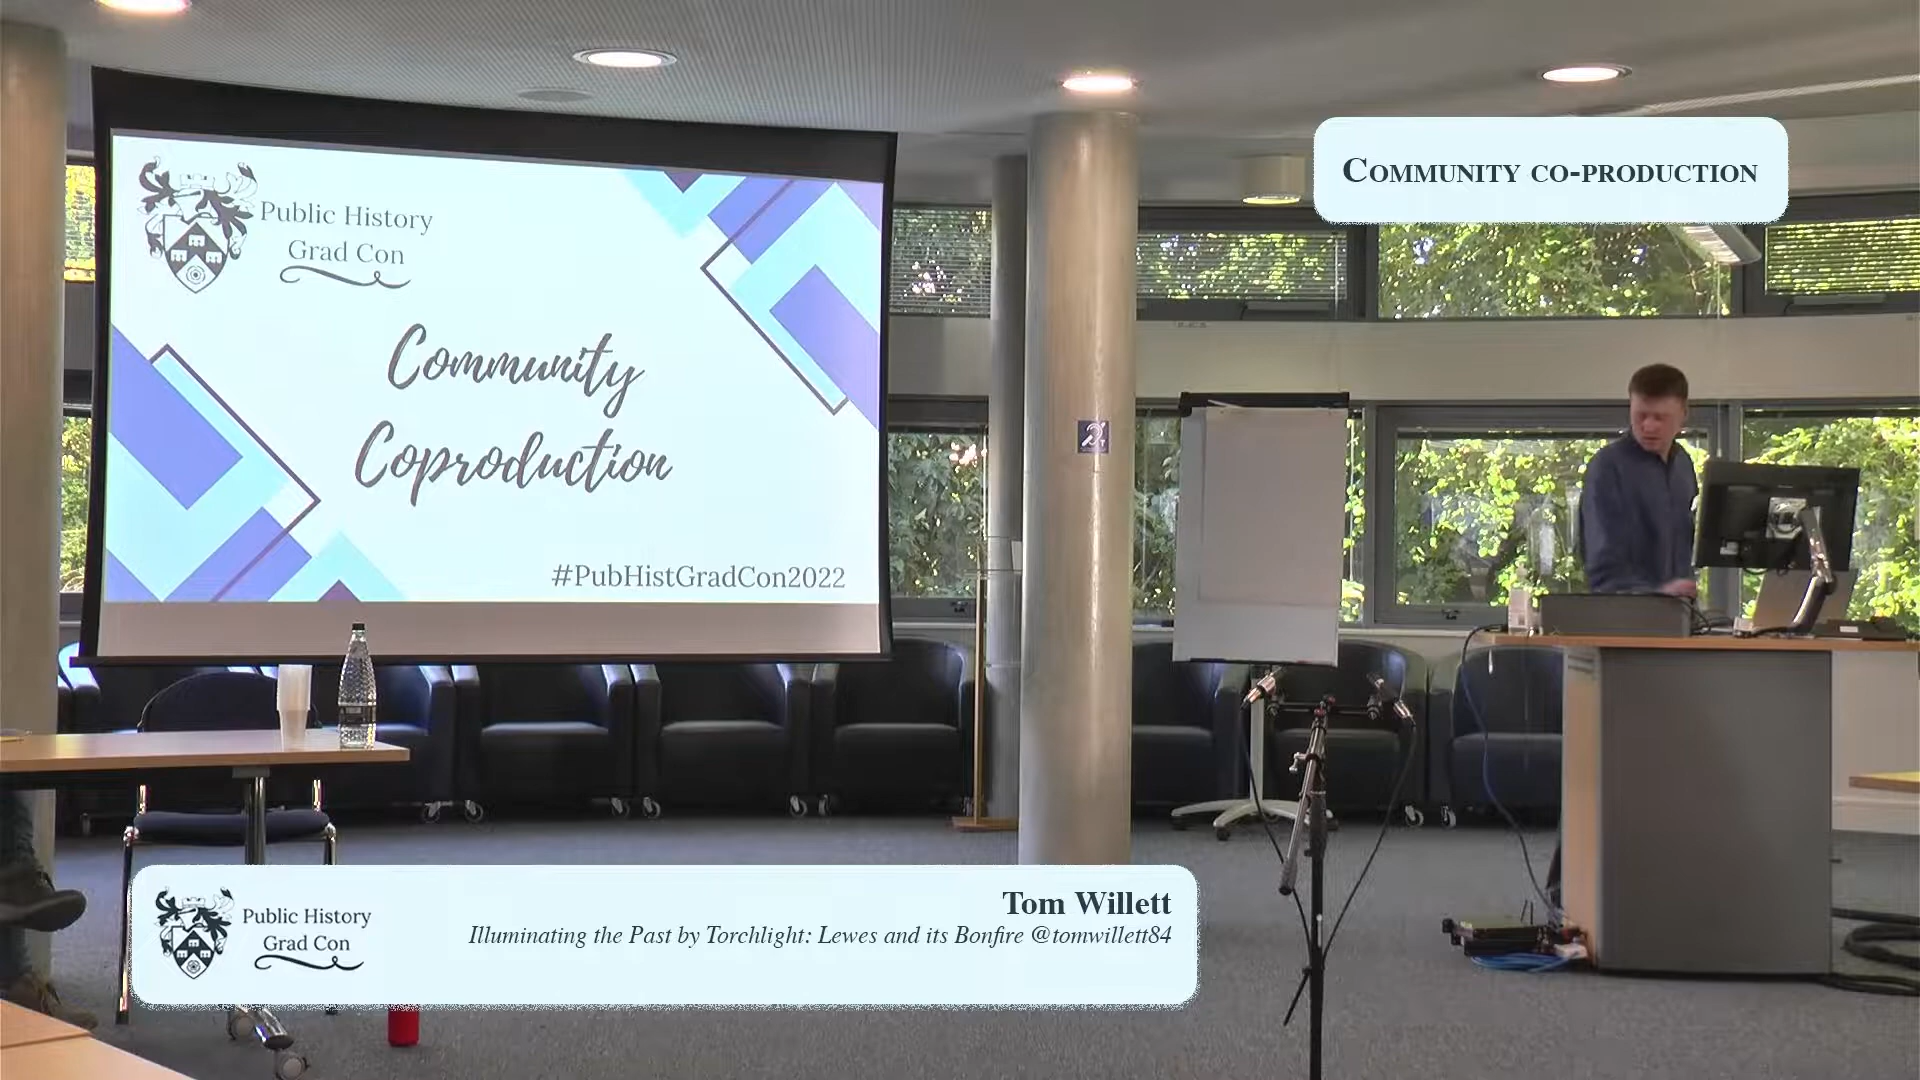 Public History
Grad Con
Community
Coproduction
#PubHistGradCon2022
Community co-production
T
Public History
Grad Con
Tom Willett
Illuminating the Past by Torchlight: Lewes and its Bonfire @tomwillett84